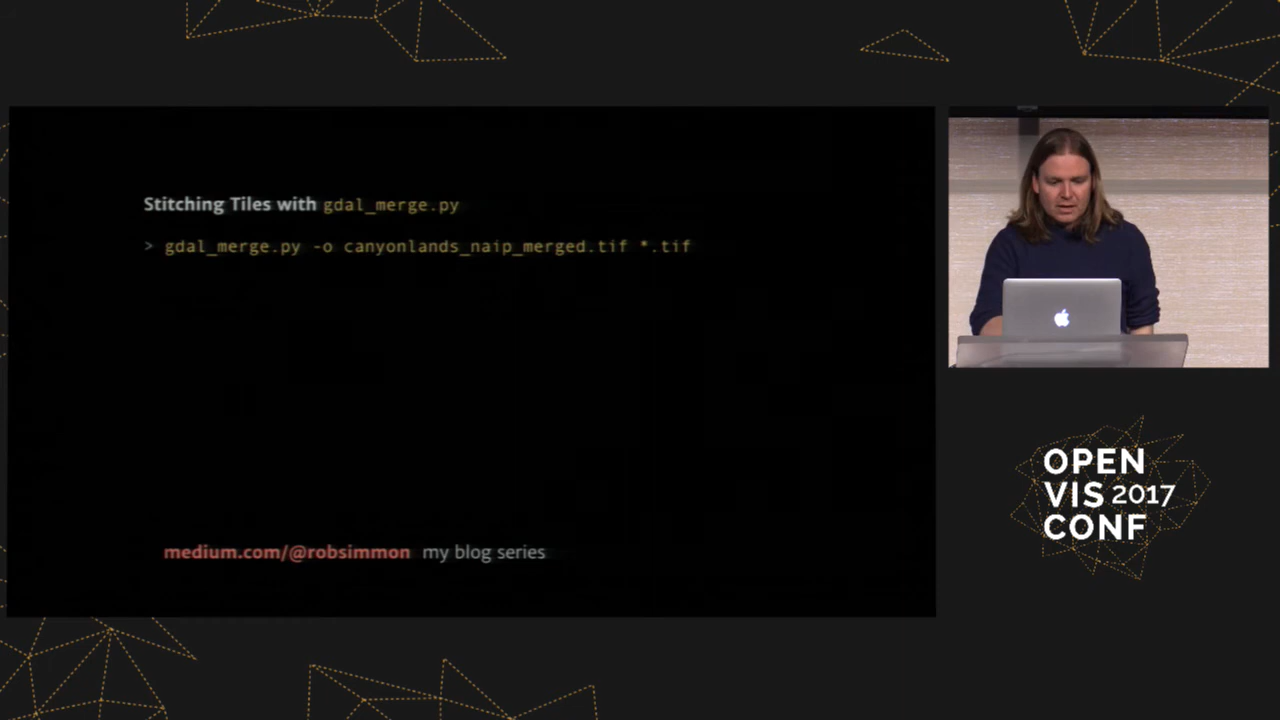 Stitching Tiles with gdal_merge.py
> gdal_merge.py -o canyonlands_naip_merged.tif *.tif
medium.com/@robsimmon my blog series
OPEN
VIS 2017
CONF